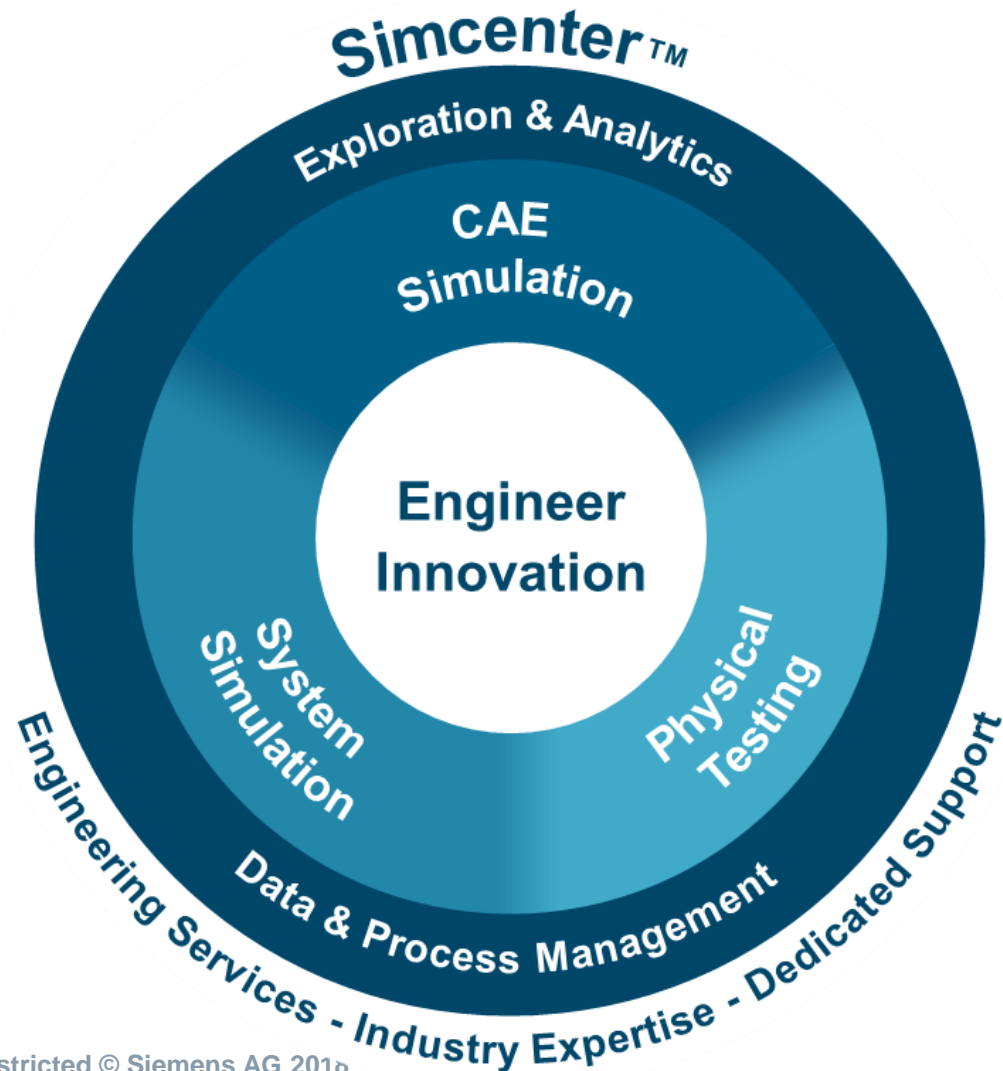 Simcenter™
Exploration & Analytics
CAE
Simulation
Engineer
Innovation
System
Simulation
Physical
Testing
Data & Process Management
Engineering Services - Industry Expertise - Dedicated Support
© Siemens AG